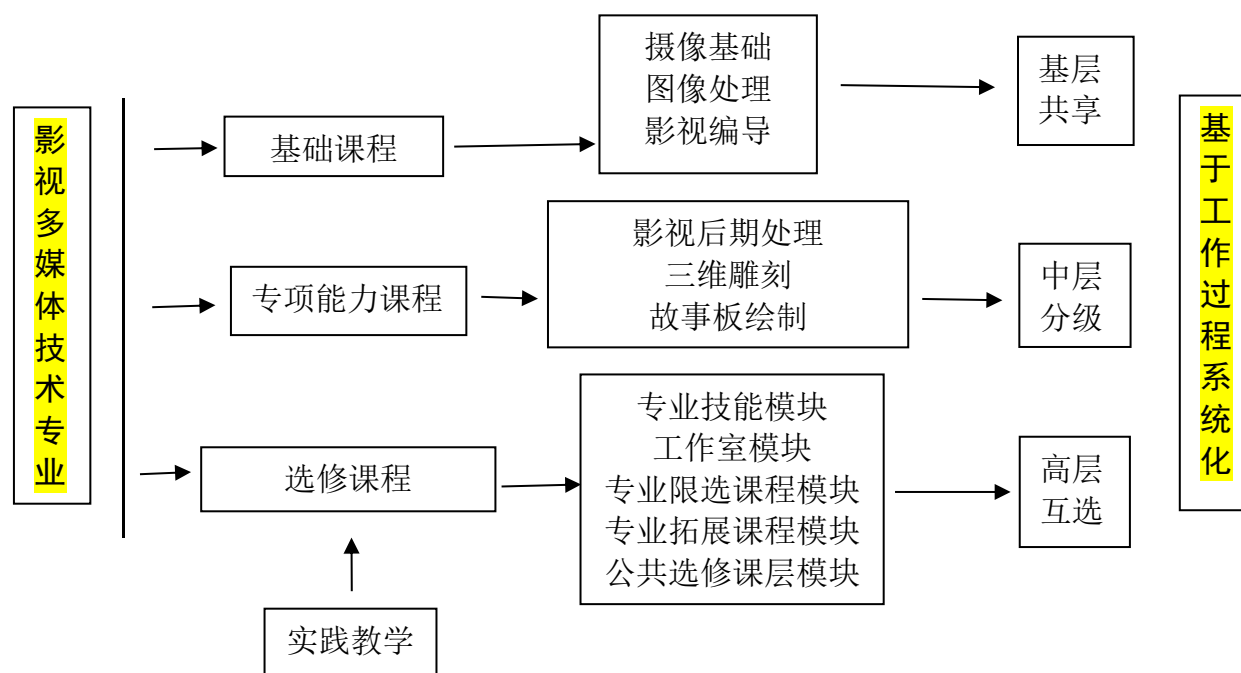 影视多媒体技术专业
基础课程
摄像基础
图像处理
影视编导
基层
共享
专项能力课程
影视后期处理
三维雕刻
故事板绘制
中层
分级
选修课程
专业技能模块
工作室模块
专业限选课程模块
专业拓展课程模块
公共选修课层模块
高层
互选
实践教学
基于工作过程系统化